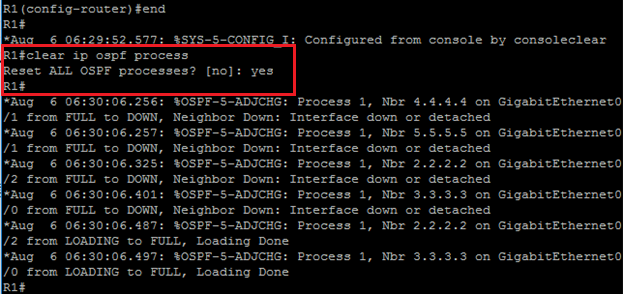 R1(config-router)#end
R1#
*Aug  6 06:29:52.577: %SYS-5-CONFIG_I: Configured from console by consoleclear
R1#clear ip ospf process
Reset ALL OSPF processes? [no]: yes
R1#
*Aug  6 06:30:06.256: %OSPF-5-ADJCHG: Process 1, Nbr 4.4.4.4 on GigabitEthernet0
/1 from FULL to DOWN, Neighbor Down: Interface down or detached
*Aug  6 06:30:06.257: %OSPF-5-ADJCHG: Process 1, Nbr 5.5.5.5 on GigabitEthernet0
/1 from FULL to DOWN, Neighbor Down: Interface down or detached
*Aug  6 06:30:06.325: %OSPF-5-ADJCHG: Process 1, Nbr 2.2.2.2 on GigabitEthernet0
/2 from FULL to DOWN, Neighbor Down: Interface down or detached
*Aug  6 06:30:06.401: %OSPF-5-ADJCHG: Process 1, Nbr 3.3.3.3 on GigabitEthernet0
/0 from FULL to DOWN, Neighbor Down: Interface down or detached
*Aug  6 06:30:06.487: %OSPF-5-ADJCHG: Process 1, Nbr 2.2.2.2 on GigabitEthernet0
/2 from LOADING to FULL, Loading Done
*Aug  6 06:30:06.497: %OSPF-5-ADJCHG: Process 1, Nbr 3.3.3.3 on GigabitEthernet0
/0 from LOADING to FULL, Loading Done
R1#